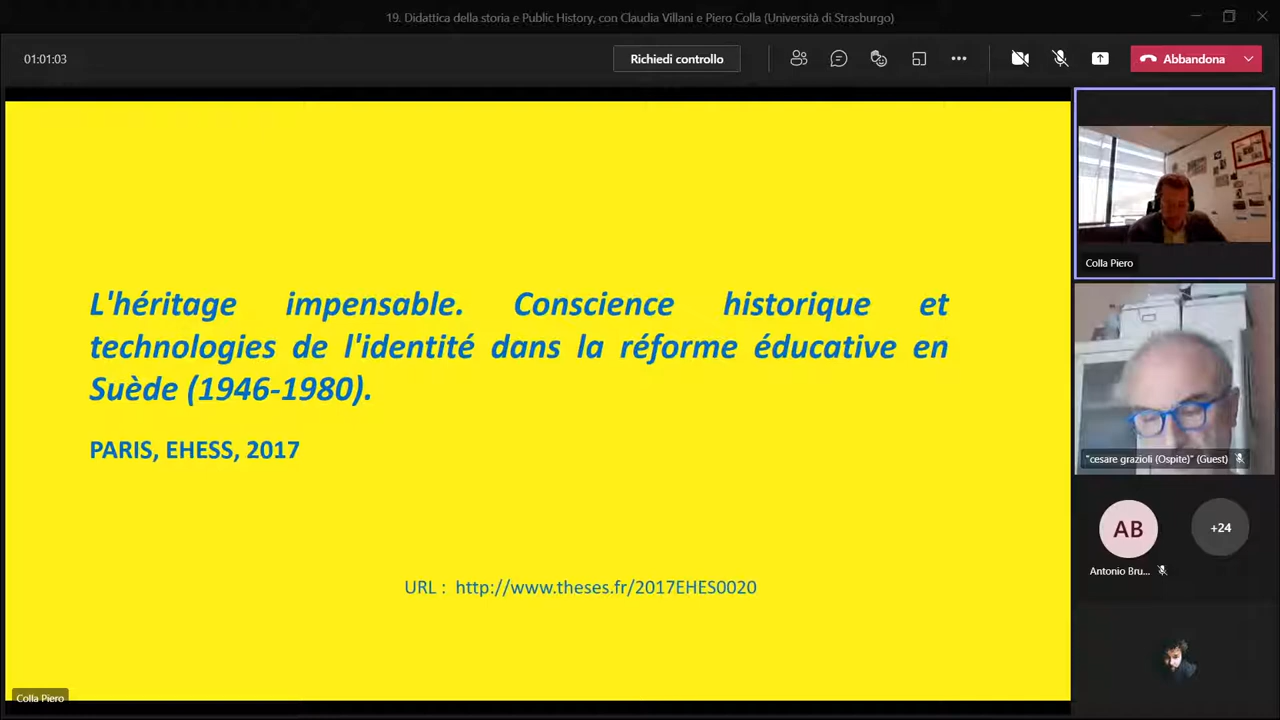 19. Didattica della storia e Public History, con Claudia Villani e Piero Colla (Università di Strasburgo)
01:01:03
Richiedi controllo
Abbandona
L'héritage impensable. Conscience historique et
technologies de l'identité dans la réforme éducative en
Suède (1946-1980).
PARIS, EHESS, 2017
URL : http://www.theses.fr/2017EHES0020
Colla Piero
Colla Piero
"cesare grazioli (Ospite)" (Guest)
AB
+24
Antonio Bru...